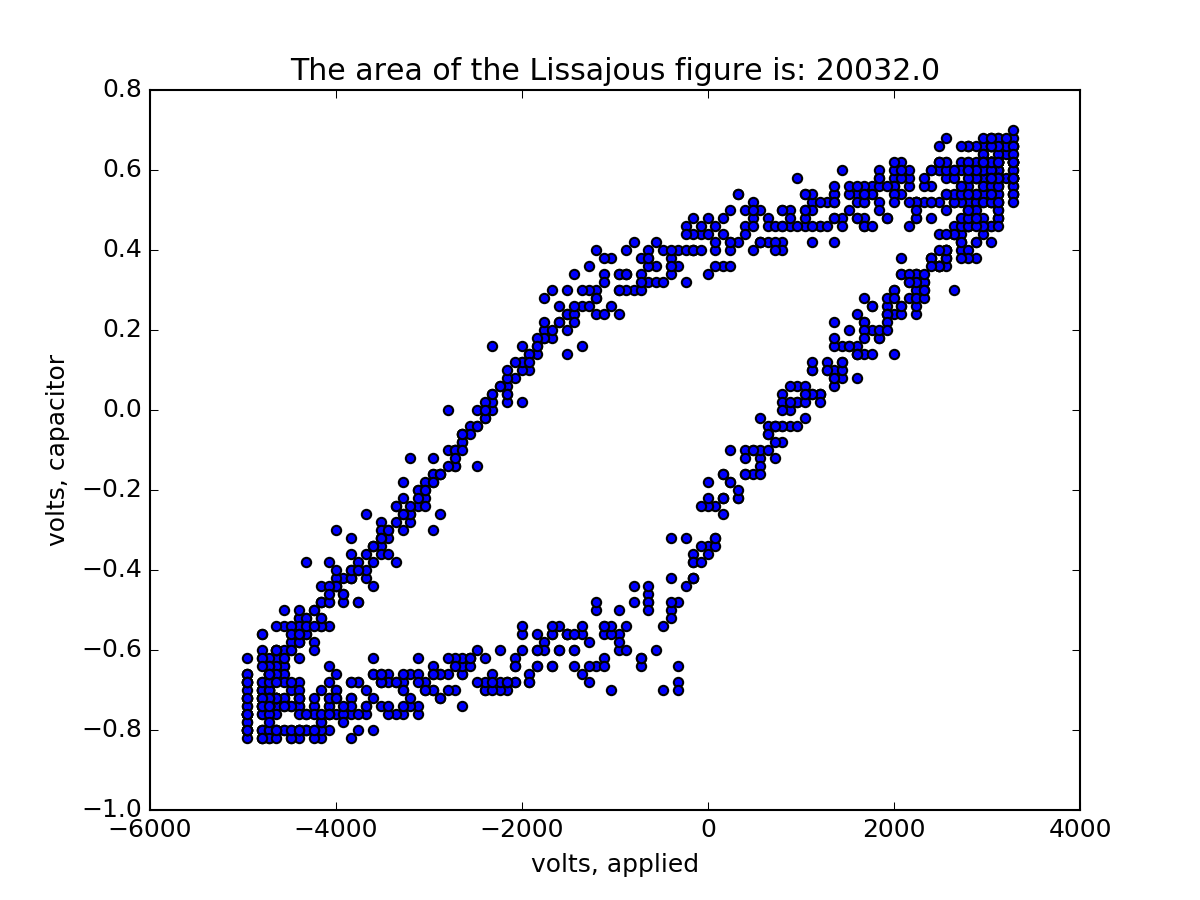 The area of the Lissajous figure is: 20032.0
0.8
0.6
0.4
0.2
0.0
−0.2
−0.4
−0.6
−0.8
−1.0
volts, capacitor
−6000 −4000 −2000 0 2000 4000
volts, applied